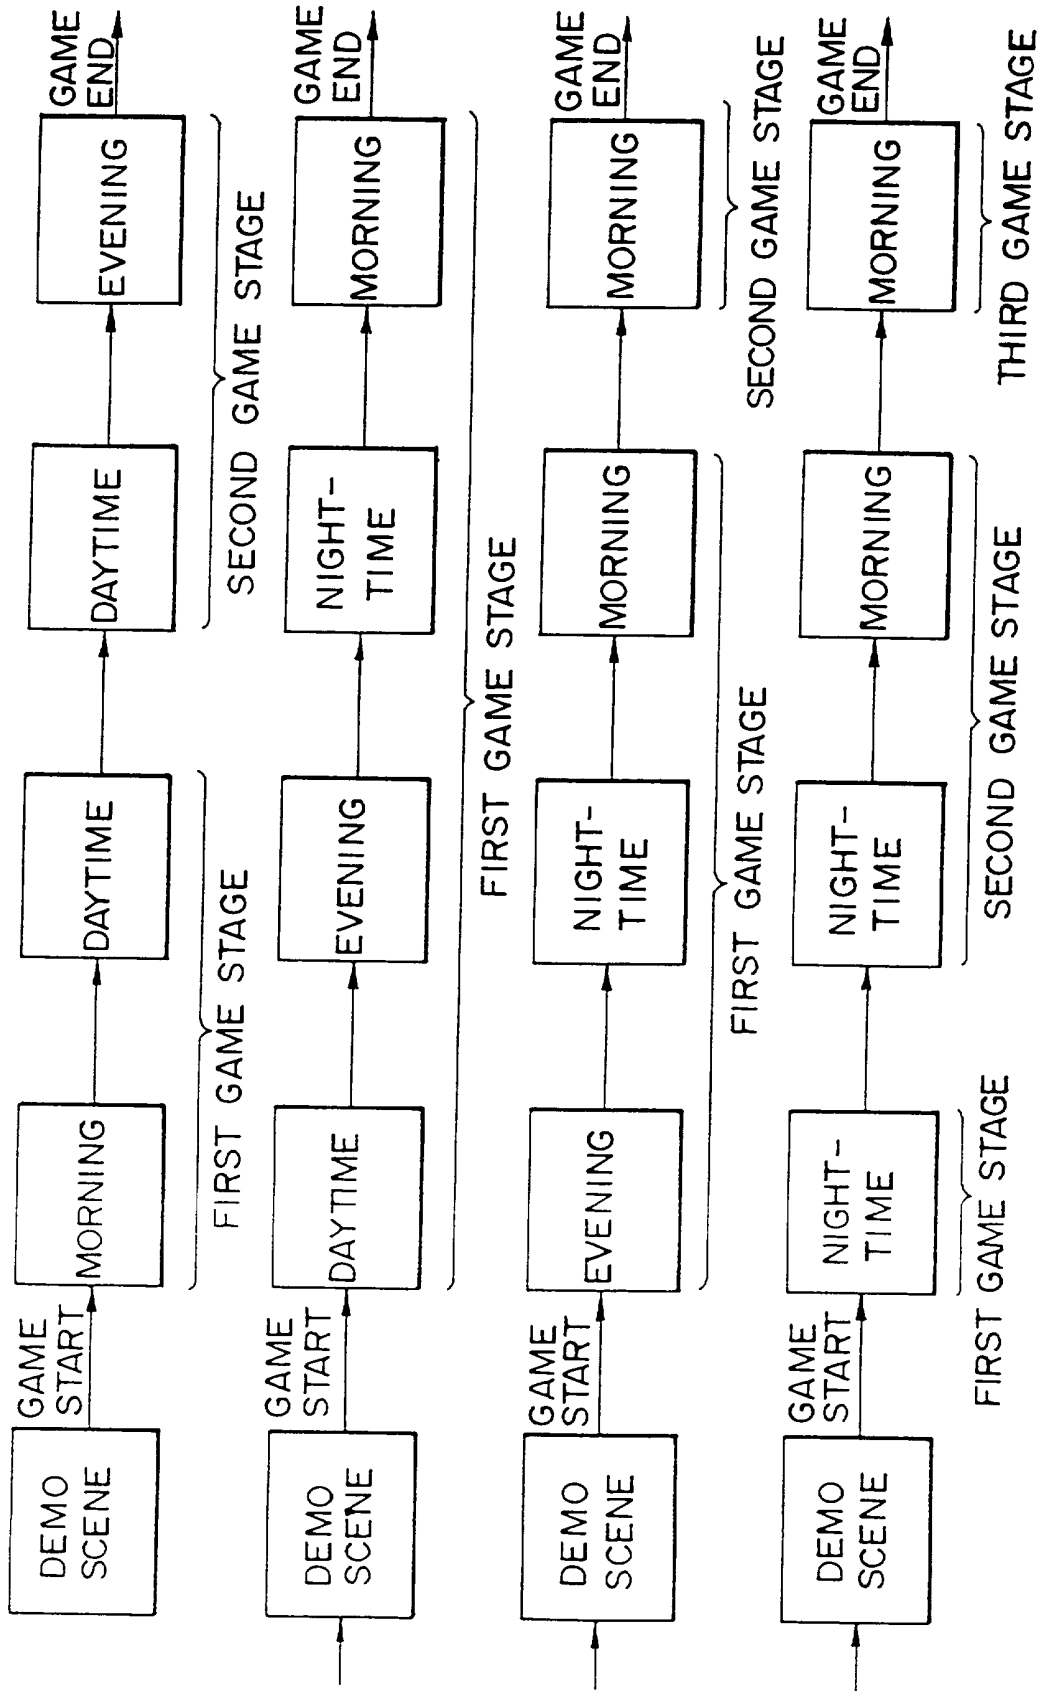 DEMO
SCENE
GAME
START
MORNING
DAYTIME
DAYTIME
EVENING
GAME
END
FIRST GAME STAGE
SECOND GAME STAGE
DEMO
SCENE
GAME
START
DAYTIME
EVENING
NIGHT-
TIME
MORNING
GAME
END
FIRST GAME STAGE
DEMO
SCENE
GAME
START
EVENING
NIGHT-
TIME
MORNING
MORNING
GAME
END
FIRST GAME STAGE
SECOND GAME STAGE
DEMO
SCENE
GAME
START
NIGHT-
TIME
NIGHT-
TIME
MORNING
MORNING
GAME
END
FIRST GAME STAGE
SECOND GAME STAGE
THIRD GAME STAGE